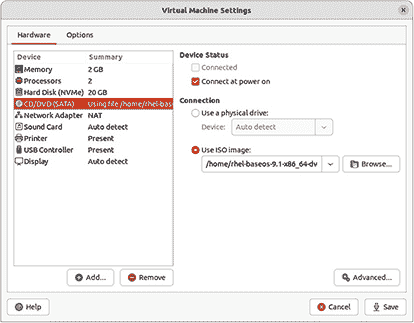 Virtual Machine Settings
Hardware Options
Device Summary
Memory 2 GB
Processors 2
Hard Disk (NVMe) 20 GB
CD/DVD (SATA) Using file /home/rhel-base
Network Adapter NAT
Sound Card Auto detect
Printer Present
USB Controller Present
Display Auto detect
Add...
Remove
Device Status
Connected
Connect at power on
Connection
Use a physical drive:
Device: Auto detect
Use ISO image:
/home/rhel-baseos-9.1-x86_64-dv
Browse...
Advanced...
Help
Cancel
Save